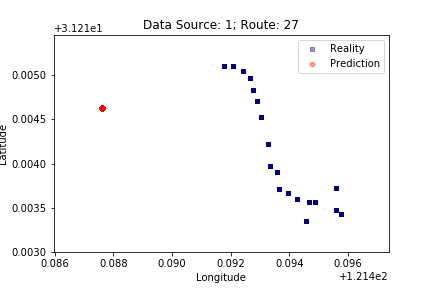 Data Source: 1; Route: 27
+3.121e1
Reality
Prediction
0.0050
0.0045
0.0040
0.0035
0.0030
Latitude
0.086 0.088 0.090 0.092 0.094 0.096
Longitude
+1.214e2